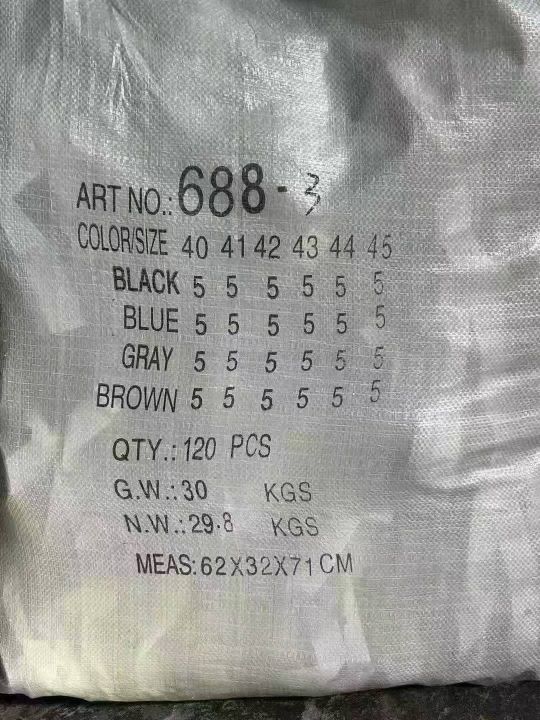 ART NO.: 688-3
COLOR/SIZE 40 41 42 43 44 45
BLACK 5 5 5 5 5 5
BLUE 5 5 5 5 5 5
GRAY 5 5 5 5 5 5
BROWN 5 5 5 5 5 5
QTY.: 120 PCS
G.W.: 30 KGS
N.W.: 29.8 KGS
MEAS: 62X32X71 CM